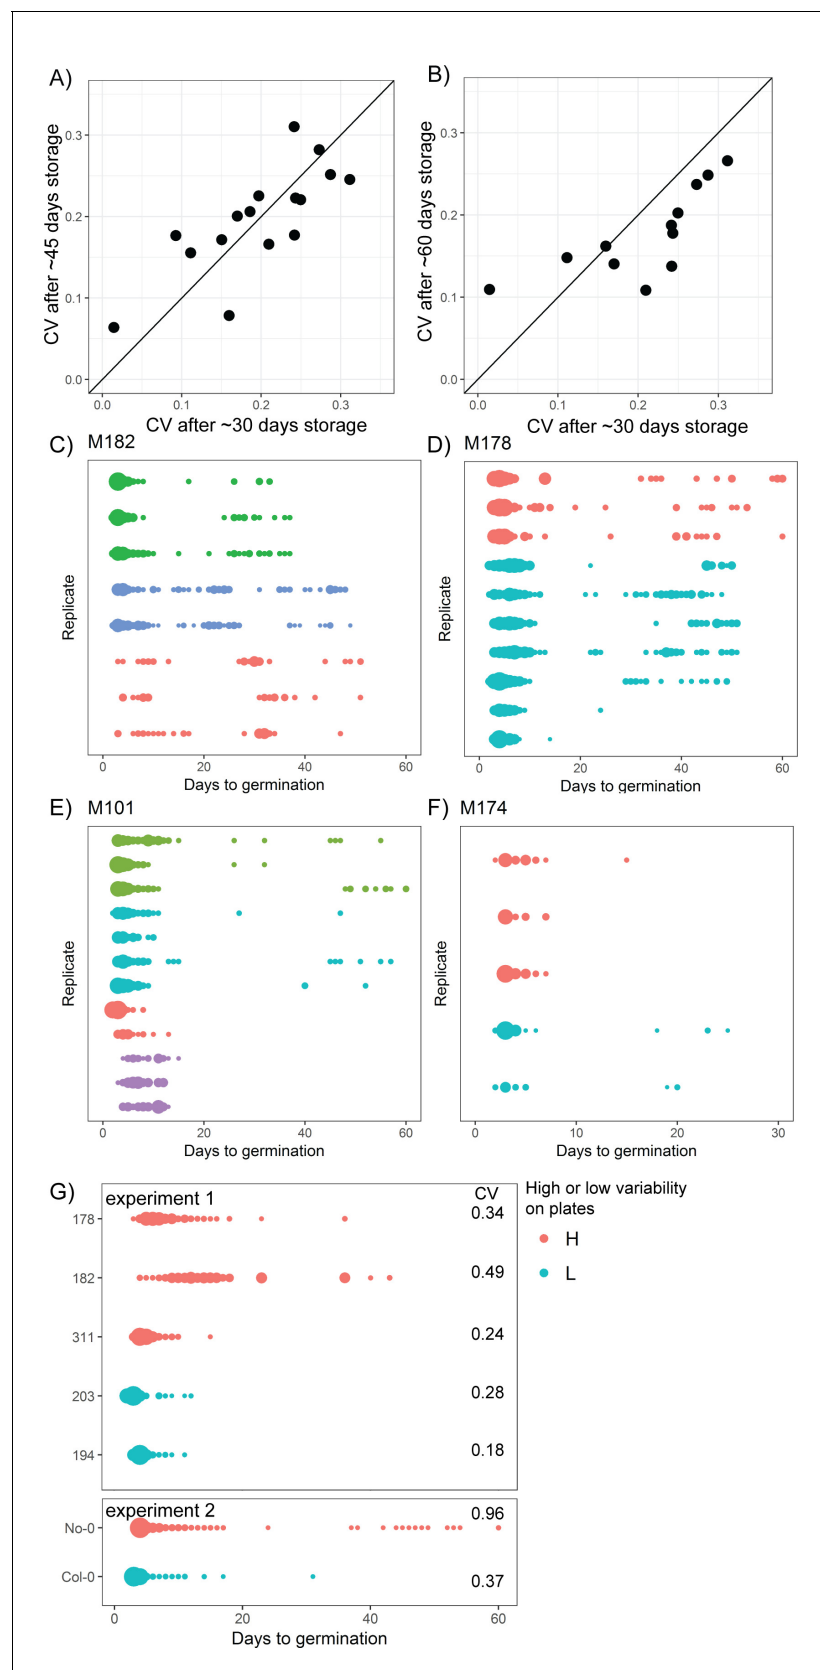 A)
CV after ~45 days storage
0.3
0.2
0.1
0.0
0.0 0.1 0.2 0.3
CV after ~30 days storage
B)
CV after ~60 days storage
0.3
0.2
0.1
0.0
0.0 0.1 0.2 0.3
CV after ~30 days storage
C) M182
Replicate
0 20 40 60
Days to germination
D) M178
Replicate
0 20 40 60
Days to germination
E) M101
Replicate
0 20 40 60
Days to germination
F) M174
Replicate
0 10 20 30
Days to germination
G)
experiment 1 CV
178 0.34
182 0.49
311 0.24
203 0.28
194 0.18
experiment 2 0.96
No-0
Col-0 0.37
0 20 40 60
Days to germination
High or low variability
on plates
H
L